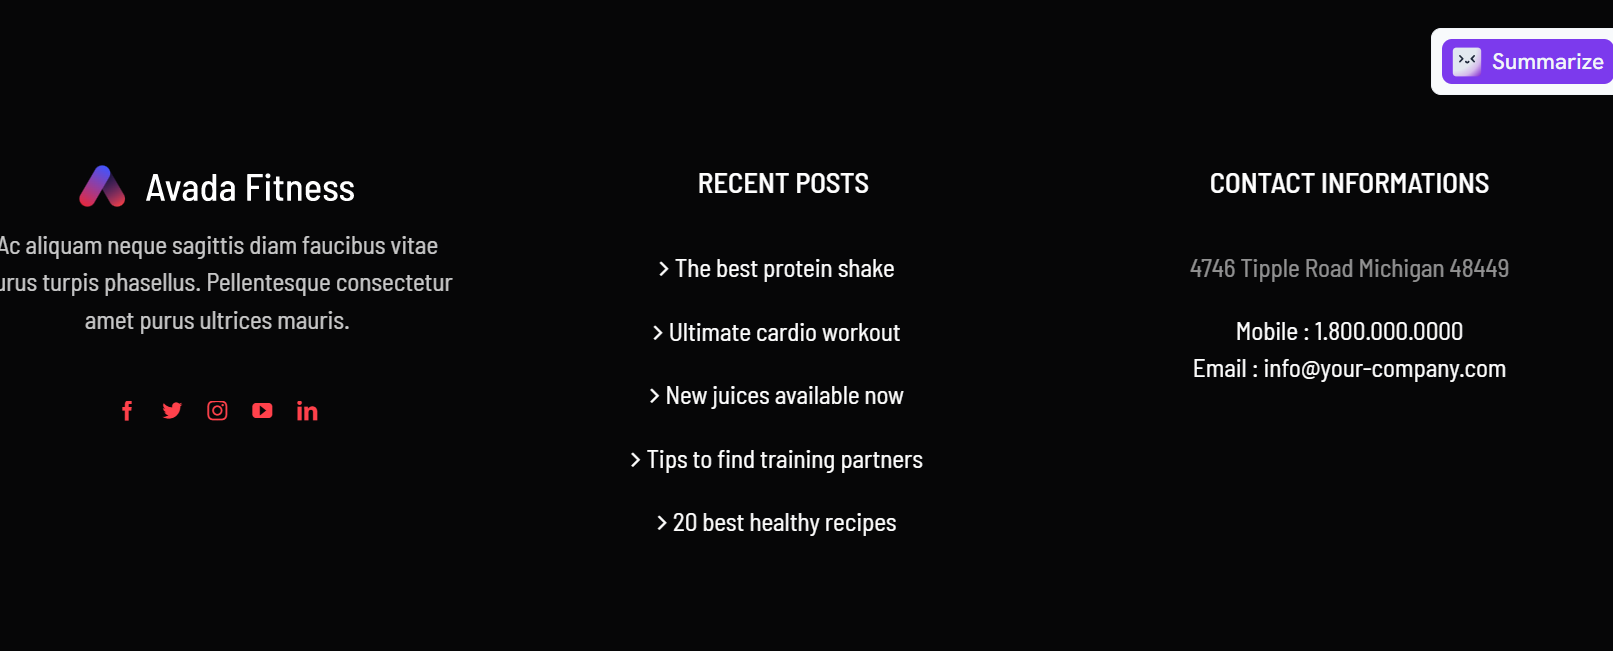 Summarize
Avada Fitness
Ac aliquam neque sagittis diam faucibus vitae
turpis phasellus. Pellentesque consectetur
amet purus ultrices mauris.
RECENT POSTS
> The best protein shake
> Ultimate cardio workout
> New juices available now
> Tips to find training partners
> 20 best healthy recipes
CONTACT INFORMATIONS
4746 Tipple Road Michigan 48449
Mobile : 1.800.000.0000
Email : info@your-company.com